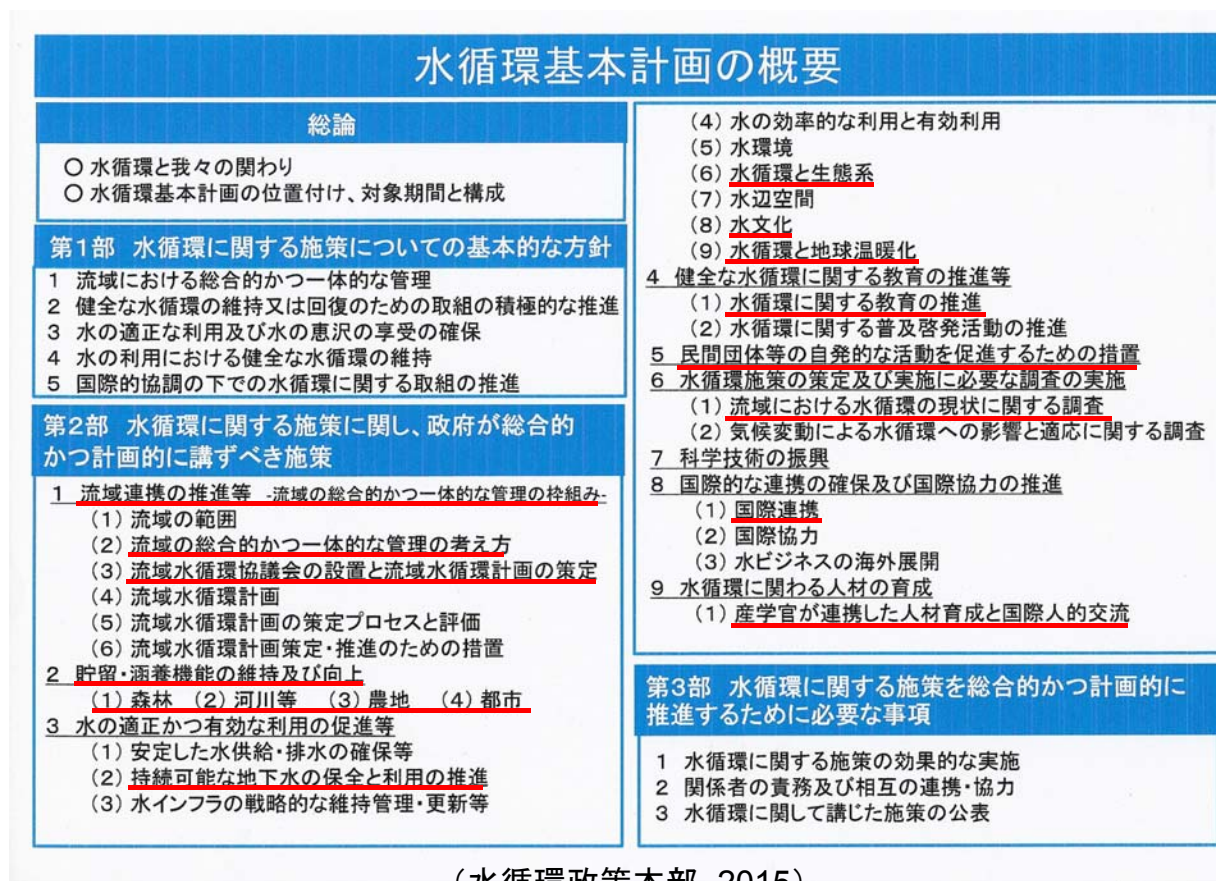 水循環基本計画の概要
総論
○ 水循環と我々の関わり
○ 水循環基本計画の位置付け、対象期間と構成
第1部 水循環に関する施策についての基本的な方針
1 流域における総合的かつ一体的な管理
2 健全な水循環の維持又は回復のための取組の積極的な推進
3 水の適正な利用及び水の恵沢の享受の確保
4 水の利用における健全な水循環の維持
5 国際的協調の下での水循環に関する取組の推進
第2部 水循環に関する施策に関し、政府が総合的
かつ計画的に講ずべき施策
1 流域連携の推進等 -流域の総合的かつ一体的な管理の枠組み-
(1) 流域の範囲
(2) 流域の総合的かつ一体的な管理の考え方
(3) 流域水循環協議会の設置と流域水循環計画の策定
(4) 流域水循環計画
(5) 流域水循環計画の策定プロセスと評価
(6) 流域水循環計画策定・推進のための措置
2 貯留・涵養機能の維持及び向上
(1) 森林 (2) 河川等 (3) 農地 (4) 都市
3 水の適正かつ有効な利用の促進等
(1) 安定した水供給・排水の確保等
(2) 持続可能な地下水の保全と利用の推進
(3) 水インフラの戦略的な維持管理・更新等
(4) 水の効率的な利用と有効利用
(5) 水環境
(6) 水循環と生態系
(7) 水辺空間
(8) 水文化
(9) 水循環と地球温暖化
4 健全な水循環に関する教育の推進等
(1) 水循環に関する教育の推進
(2) 水循環に関する普及啓発活動の推進
5 民間団体等の自発的な活動を促進するための措置
6 水循環施策の策定及び実施に必要な調査の実施
(1) 流域における水循環の現状に関する調査
(2) 気候変動による水循環への影響と適応に関する調査
7 科学技術の振興
8 国際的な連携の確保及び国際協力の推進
(1) 国際連携
(2) 国際協力
(3) 水ビジネスの海外展開
9 水循環に関わる人材の育成
(1) 産学官が連携した人材育成と国際人的交流
第3部 水循環に関する施策を総合的かつ計画的に
推進するために必要な事項
1 水循環に関する施策の効果的な実施
2 関係者の責務及び相互の連携・協力
3 水循環に関して講じた施策の公表
(水循環政策本部 2015)